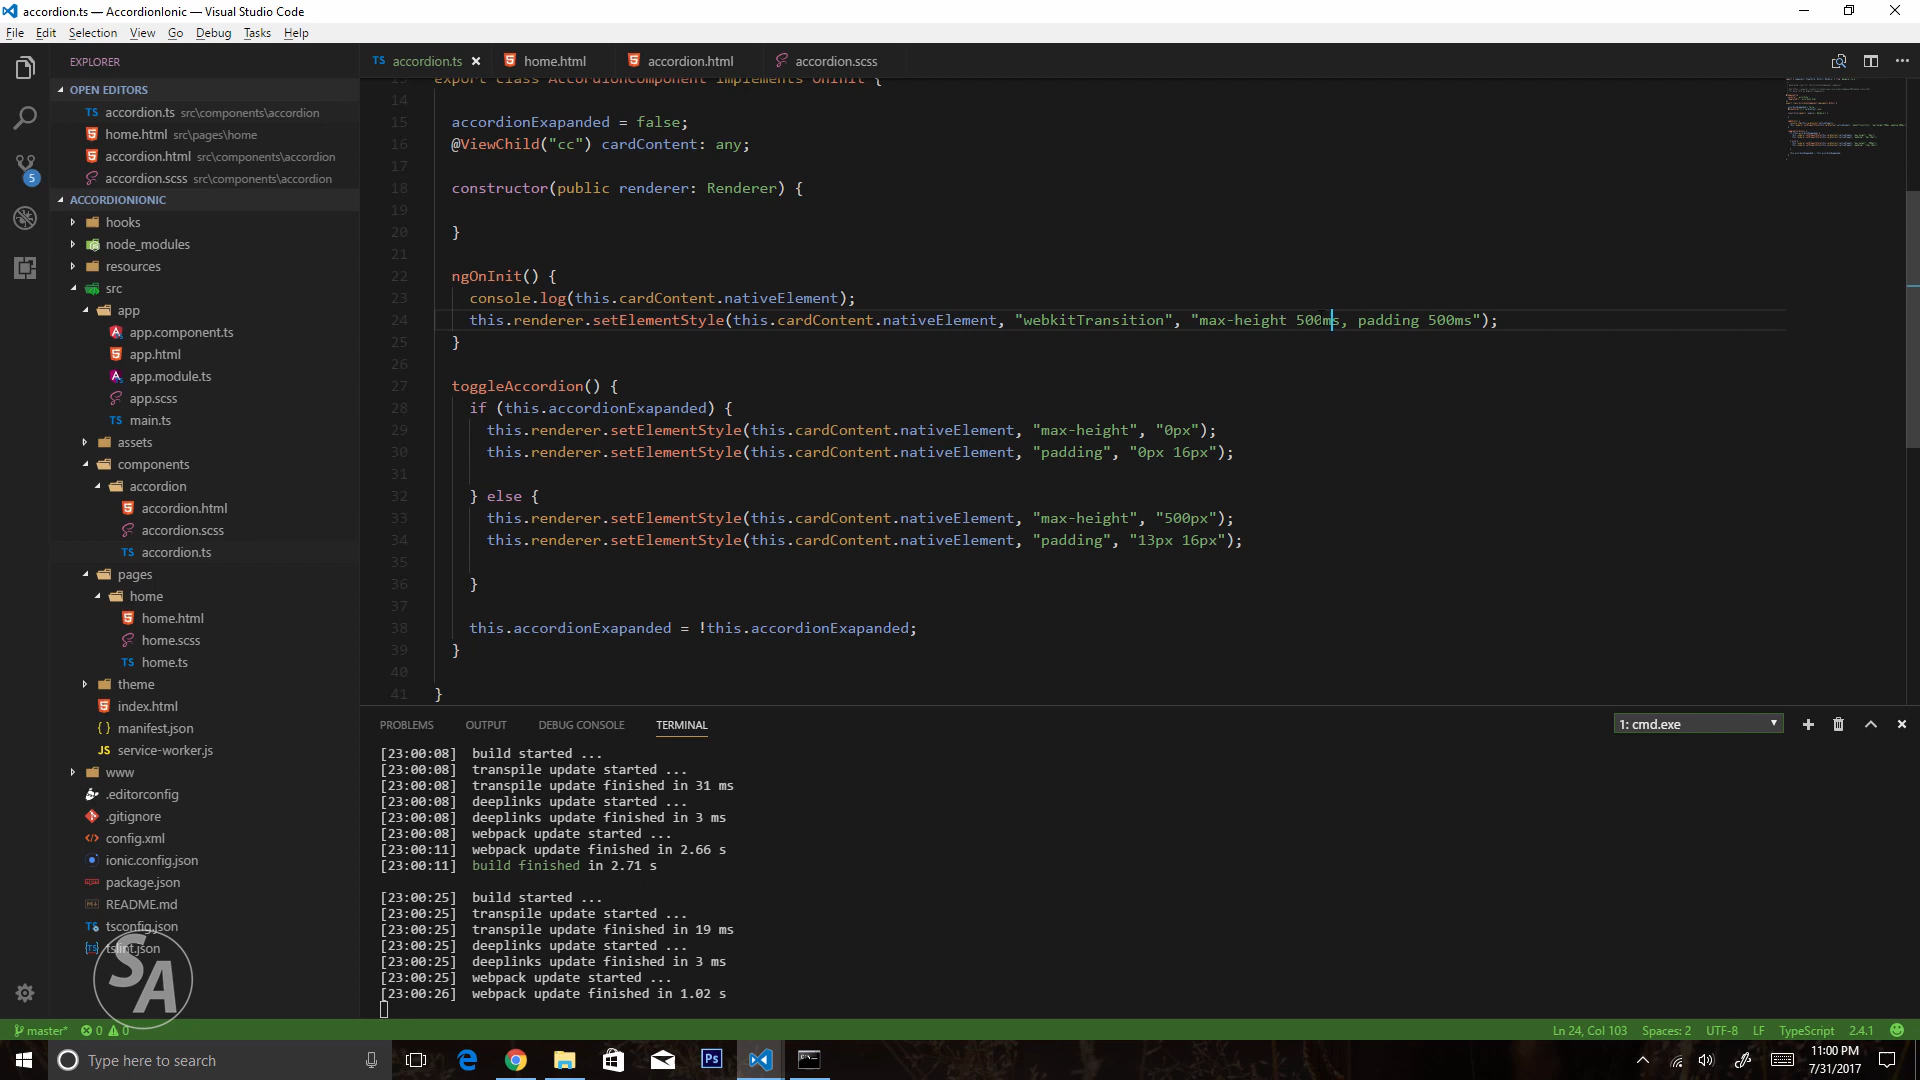 accordion.ts — AccordionIonic — Visual Studio Code
File Edit Selection View Go Debug Tasks Help
EXPLORER
OPEN EDITORS
TS accordion.ts src\components\accordion
home.html src\pages\home
accordion.html src\components\accordion
accordion.scss src\components\accordion
5
ACCORDIONIONIC
hooks
node_modules
resources
src
app
app.component.ts
app.html
app.module.ts
app.scss
TS main.ts
assets
components
accordion
accordion.html
accordion.scss
TS accordion.ts
pages
home
home.html
home.scss
TS home.ts
theme
index.html
{ } manifest.json
JS service-worker.js
www
.editorconfig
.gitignore
config.xml
ionic.config.json
package.json
README.md
tsconfig.json
tslint.json
SA
TS accordion.ts home.html accordion.html accordion.scss
13 export class AccordionComponent implements OnInit {
14
15 accordionExapanded = false;
16 @ViewChild("cc") cardContent: any;
17
18 constructor(public renderer: Renderer) {
19
20 }
21
22 ngOnInit() {
23 console.log(this.cardContent.nativeElement);
24 this.renderer.setElementStyle(this.cardContent.nativeElement, "webkitTransition", "max-height 500ms, padding 500ms");
25 }
26
27 toggleAccordion() {
28 if (this.accordionExapanded) {
29 this.renderer.setElementStyle(this.cardContent.nativeElement, "max-height", "0px");
30 this.renderer.setElementStyle(this.cardContent.nativeElement, "padding", "0px 16px");
31
32 } else {
33 this.renderer.setElementStyle(this.cardContent.nativeElement, "max-height", "500px");
34 this.renderer.setElementStyle(this.cardContent.nativeElement, "padding", "13px 16px");
35
36 }
37
38 this.accordionExapanded = !this.accordionExapanded;
39 }
40
41 }
PROBLEMS OUTPUT DEBUG CONSOLE TERMINAL 1: cmd.exe
[23:00:08] build started ...
[23:00:08] transpile update started ...
[23:00:08] transpile update finished in 31 ms
[23:00:08] deeplinks update started ...
[23:00:08] deeplinks update finished in 3 ms
[23:00:08] webpack update started ...
[23:00:11] webpack update finished in 2.66 s
[23:00:11] build finished in 2.71 s
[23:00:25] build started ...
[23:00:25] transpile update started ...
[23:00:25] transpile update finished in 19 ms
[23:00:25] deeplinks update started ...
[23:00:25] deeplinks update finished in 3 ms
[23:00:25] webpack update started ...
[23:00:26] webpack update finished in 1.02 s
master* 0 0 Ln 24, Col 103 Spaces: 2 UTF-8 LF TypeScript 2.4.1
Type here to search
Ps
11:00 PM
7/31/2017